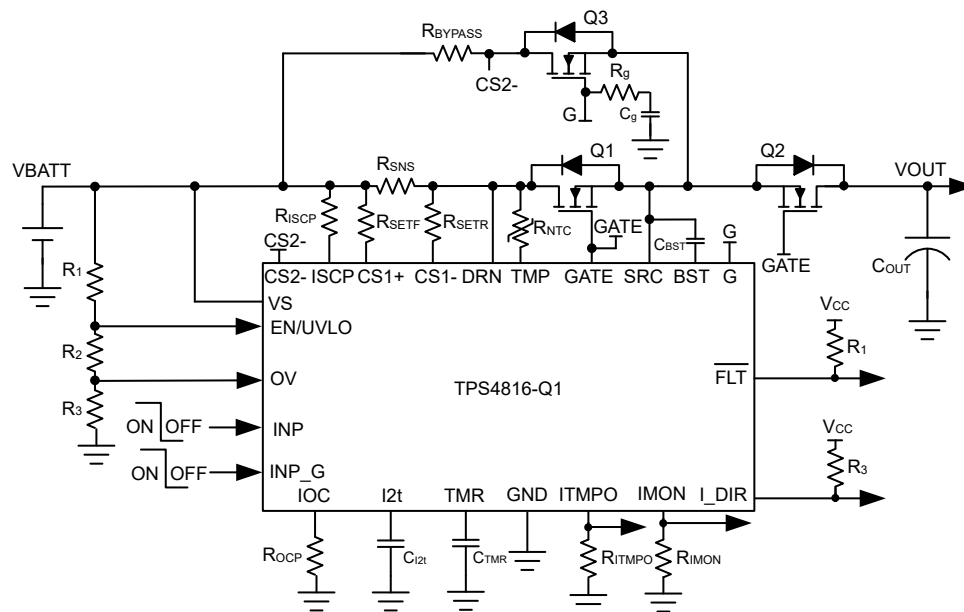 Q3
RBYPASS
CS2-
Rg
G
Cg
VBATT
RSNS
Q1
Q2
VOUT
RISCP
RSETF
RSETR
RNTC
GATE
CBST
G
CS2-
GATE
COUT
CS2- ISCP CS1+ CS1- DRN TMP GATE SRC BST G
R1
VS
EN/UVLO
VCC
R1
R2
OV
TPS4816-Q1
FLT
R3
ON OFF
INP
VCC
ON OFF
INP_G
R3
IOC I2t TMR GND ITMPO IMON I_DIR
ROCP
CI2t
CTMR
RITMPO
RIMON